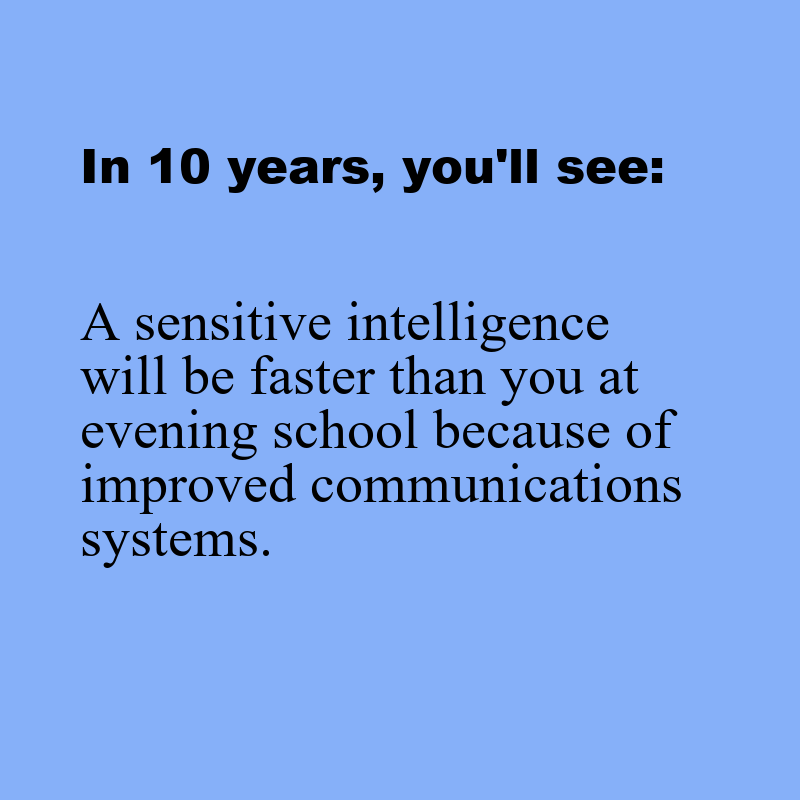 In 10 years, you'll see:
A sensitive intelligence
will be faster than you at
evening school because of
improved communications
systems.